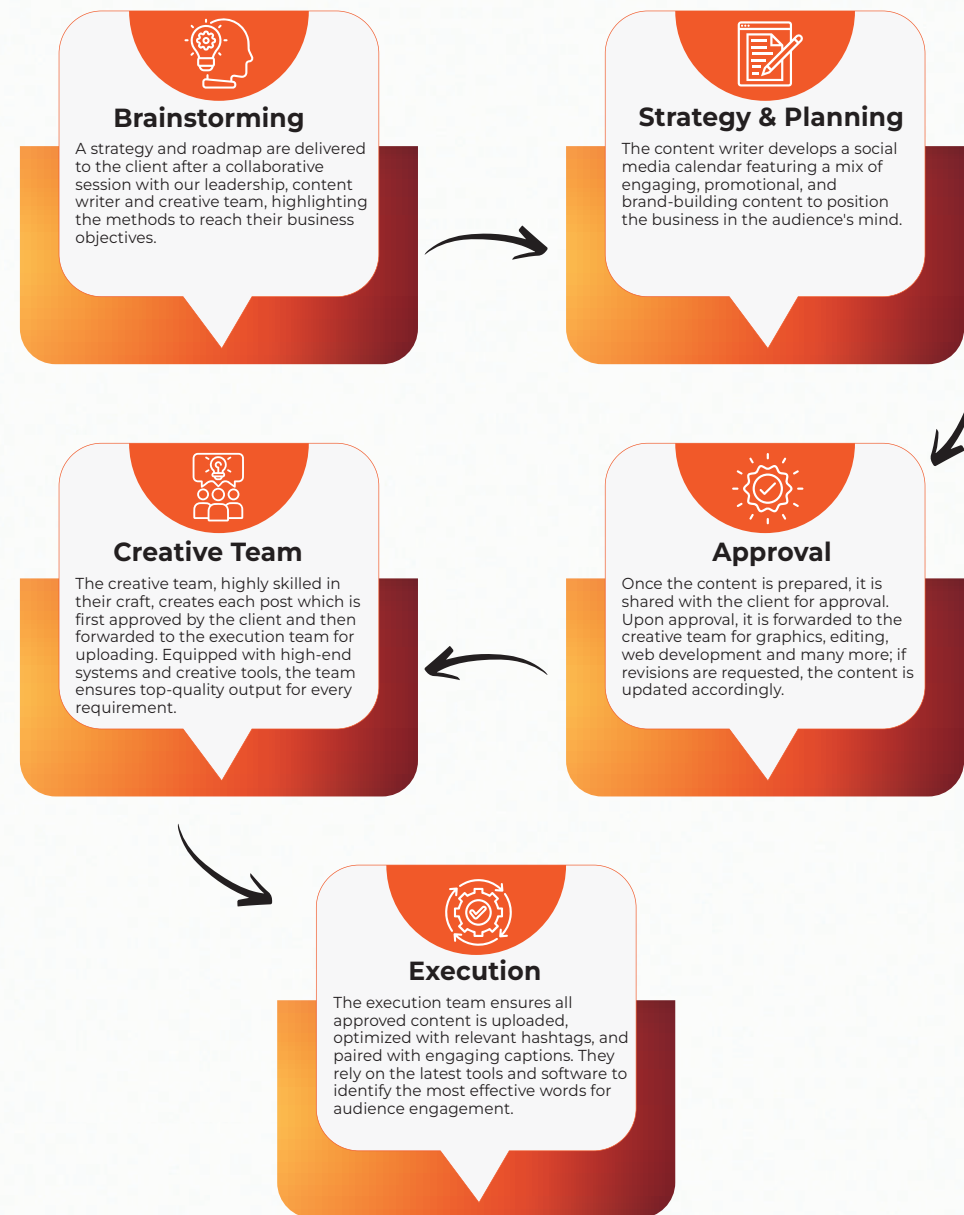 Brainstorming
A strategy and roadmap are delivered
to the client after a collaborative
session with our leadership, content
writer and creative team, highlighting
the methods to reach their business
objectives.
Strategy & Planning
The content writer develops a social
media calendar featuring a mix of
engaging, promotional, and
brand-building content to position
the business in the audience's mind.
Approval
Once the content is prepared, it is
shared with the client for approval.
Upon approval, it is forwarded to the
creative team for graphics, editing,
web development and many more; if
revisions are requested, the content is
updated accordingly.
Creative Team
The creative team, highly skilled in
their craft, creates each post which is
first approved by the client and then
forwarded to the execution team for
uploading. Equipped with high-end
systems and creative tools, the team
ensures top-quality output for every
requirement.
Execution
The execution team ensures all
approved content is uploaded,
optimized with relevant hashtags, and
paired with engaging captions. They
rely on the latest tools and software to
identify the most effective words for
audience engagement.